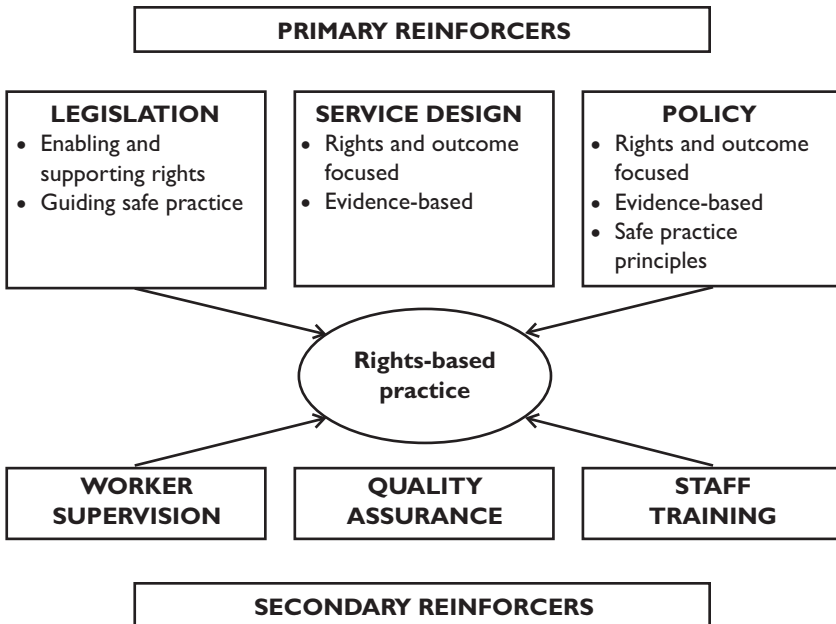 PRIMARY REINFORCERS
LEGISLATION
• Enabling and
supporting rights
• Guiding safe practice
SERVICE DESIGN
• Rights and outcome
focused
• Evidence-based
POLICY
• Rights and outcome
focused
• Evidence-based
• Safe practice
principles
Rights-based
practice
WORKER
SUPERVISION
QUALITY
ASSURANCE
STAFF
TRAINING
SECONDARY REINFORCERS